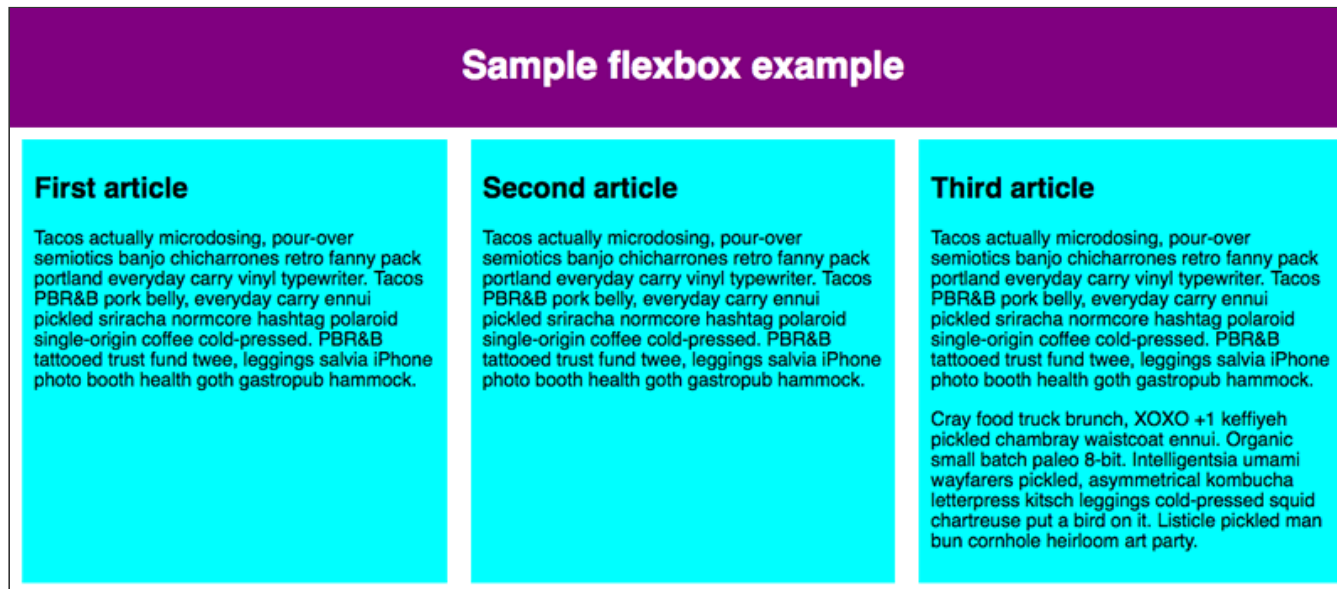 Sample flexbox example
First article
Tacos actually microdosing, pour-over
semiotics banjo chicharrones retro fanny pack
portland everyday carry vinyl typewriter. Tacos
PBR&B pork belly, everyday carry ennui
pickled sriracha normcore hashtag polaroid
single-origin coffee cold-pressed. PBR&B
tattooed trust fund twee, leggings salvia iPhone
photo booth health goth gastropub hammock.
Second article
Tacos actually microdosing, pour-over
semiotics banjo chicharrones retro fanny pack
portland everyday carry vinyl typewriter. Tacos
PBR&B pork belly, everyday carry ennui
pickled sriracha normcore hashtag polaroid
single-origin coffee cold-pressed. PBR&B
tattooed trust fund twee, leggings salvia iPhone
photo booth health goth gastropub hammock.
Third article
Tacos actually microdosing, pour-over
semiotics banjo chicharrones retro fanny pack
portland everyday carry vinyl typewriter. Tacos
PBR&B pork belly, everyday carry ennui
pickled sriracha normcore hashtag polaroid
single-origin coffee cold-pressed. PBR&B
tattooed trust fund twee, leggings salvia iPhone
photo booth health goth gastropub hammock.
Cray food truck brunch, XOXO +1 keffiyeh
pickled chambray waistcoat ennui. Organic
small batch paleo 8-bit. Intelligentsia umami
wayfarers pickled, asymmetrical kombucha
letterpress kitsch leggings cold-pressed squid
chartreuse put a bird on it. Listicle pickled man
bun cornhole heirloom art party.